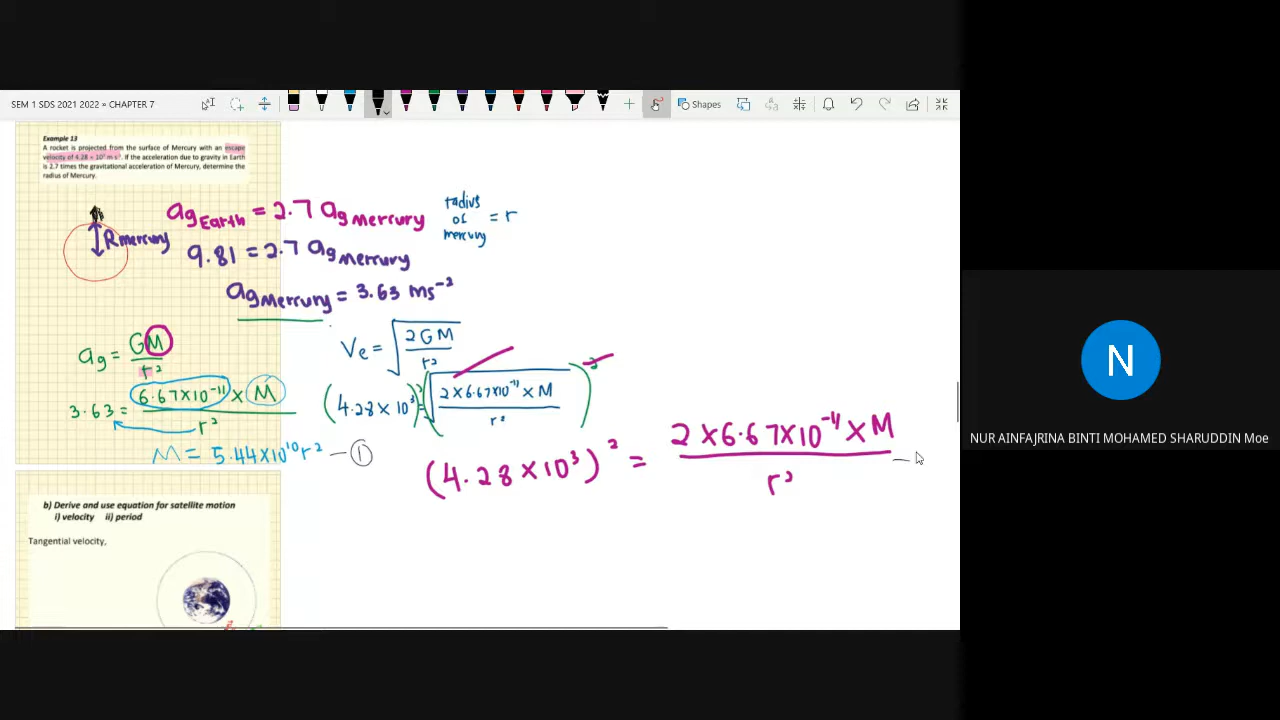 SEM 1 SDS 2021 2022 » CHAPTER 7
Shapes
Example 13
A rocket is projected from the surface of Mercury with an escape
velocity of 4.28 × 10³ m s⁻¹. If the acceleration due to gravity in Earth
is 2.7 times the gravitational acceleration of Mercury, determine the
radius of Mercury.
R mercury
ag Earth = 2.7 ag mercury
9.81 = 2.7 ag mercury
ag Mercury = 3.63 ms⁻²
radius
of
mercury
= r
ag = GM / r²
3.63 = 6.67×10⁻¹¹ × M / r²
M = 5.44×10¹⁰ r² — ①
Ve = √(2GM / r²)
(4.28×10³)² = (√(2×6.67×10⁻¹¹ × M / r²))²
(4.28×10³)² = 2×6.67×10⁻¹¹ × M / r² —
b) Derive and use equation for satellite motion
i) velocity ii) period
Tangential velocity,
N
NUR AINFAJRINA BINTI MOHAMED SHARUDDIN Moe